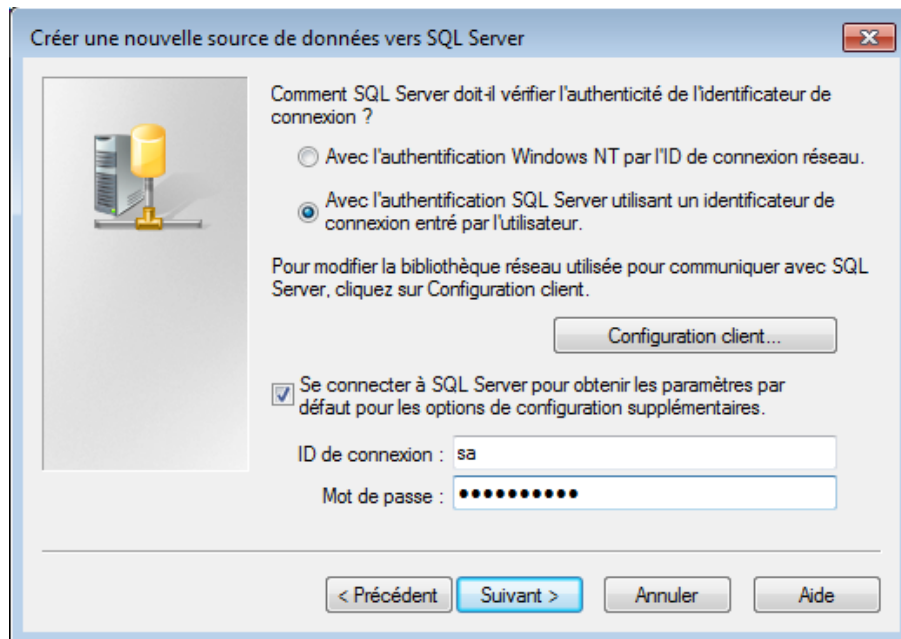 Créer une nouvelle source de données vers SQL Server
Comment SQL Server doit-il vérifier l'authenticité de l'identificateur de
connexion ?
Avec l'authentification Windows NT par l'ID de connexion réseau.
Avec l'authentification SQL Server utilisant un identificateur de
connexion entré par l'utilisateur.
Pour modifier la bibliothèque réseau utilisée pour communiquer avec SQL
Server, cliquez sur Configuration client.
Configuration client...
Se connecter à SQL Server pour obtenir les paramètres par
défaut pour les options de configuration supplémentaires.
ID de connexion : sa
Mot de passe : ●●●●●●●●●●
< Précédent Suivant > Annuler Aide